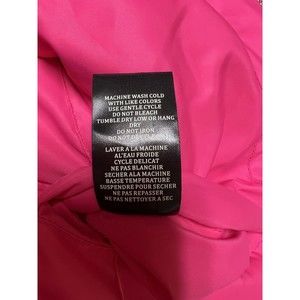 MACHINE WASH COLD
WITH LIKE COLORS
USE GENTLE CYCLE
DO NOT BLEACH
TUMBLE DRY LOW OR HANG
DRY
DO NOT IRON
DO NOT DRY CLEAN
LAVER A LA MACHINE
AL'EAU FROIDE
CYCLE DELICAT
NE PAS BLANCHIR
SECHER ALA MACHINE
BASSE TEMPERATURE
SUSPENDRE POUR SECHER
NE PAS REPASSER
NE PAS NETTOYER A SEC